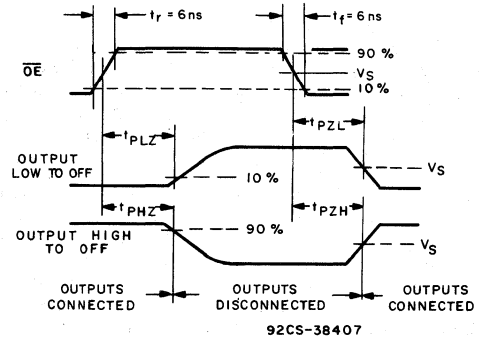 tr = 6ns
tf = 6ns
90 %
OE
VS
10 %
tPLZ
tPZL
OUTPUT
LOW TO OFF
VS
10 %
tPHZ
tPZH
OUTPUT HIGH
TO OFF
90 %
VS
OUTPUTS
CONNECTED
OUTPUTS
DISCONNECTED
OUTPUTS
CONNECTED
92CS-38407